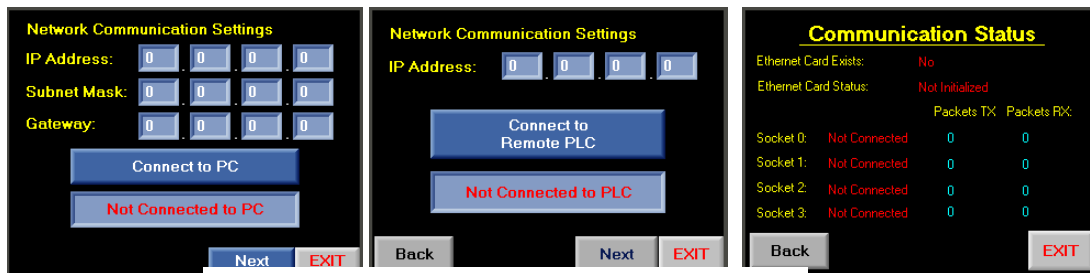 Network Communication Settings
IP Address: 0 . 0 . 0 . 0
Subnet Mask: 0 . 0 . 0 . 0
Gateway: 0 . 0 . 0 . 0
Connect to PC
Not Connected to PC
Next EXIT
Network Communication Settings
IP Address: 0 . 0 . 0 . 0
Connect to
Remote PLC
Not Connected to PLC
Back Next EXIT
Communication Status
Ethernet Card Exists: No
Ethernet Card Status: Not Initialized
Packets TX Packets RX:
Socket 0: Not Connected 0 0
Socket 1: Not Connected 0 0
Socket 2: Not Connected 0 0
Socket 3: Not Connected 0 0
Back EXIT